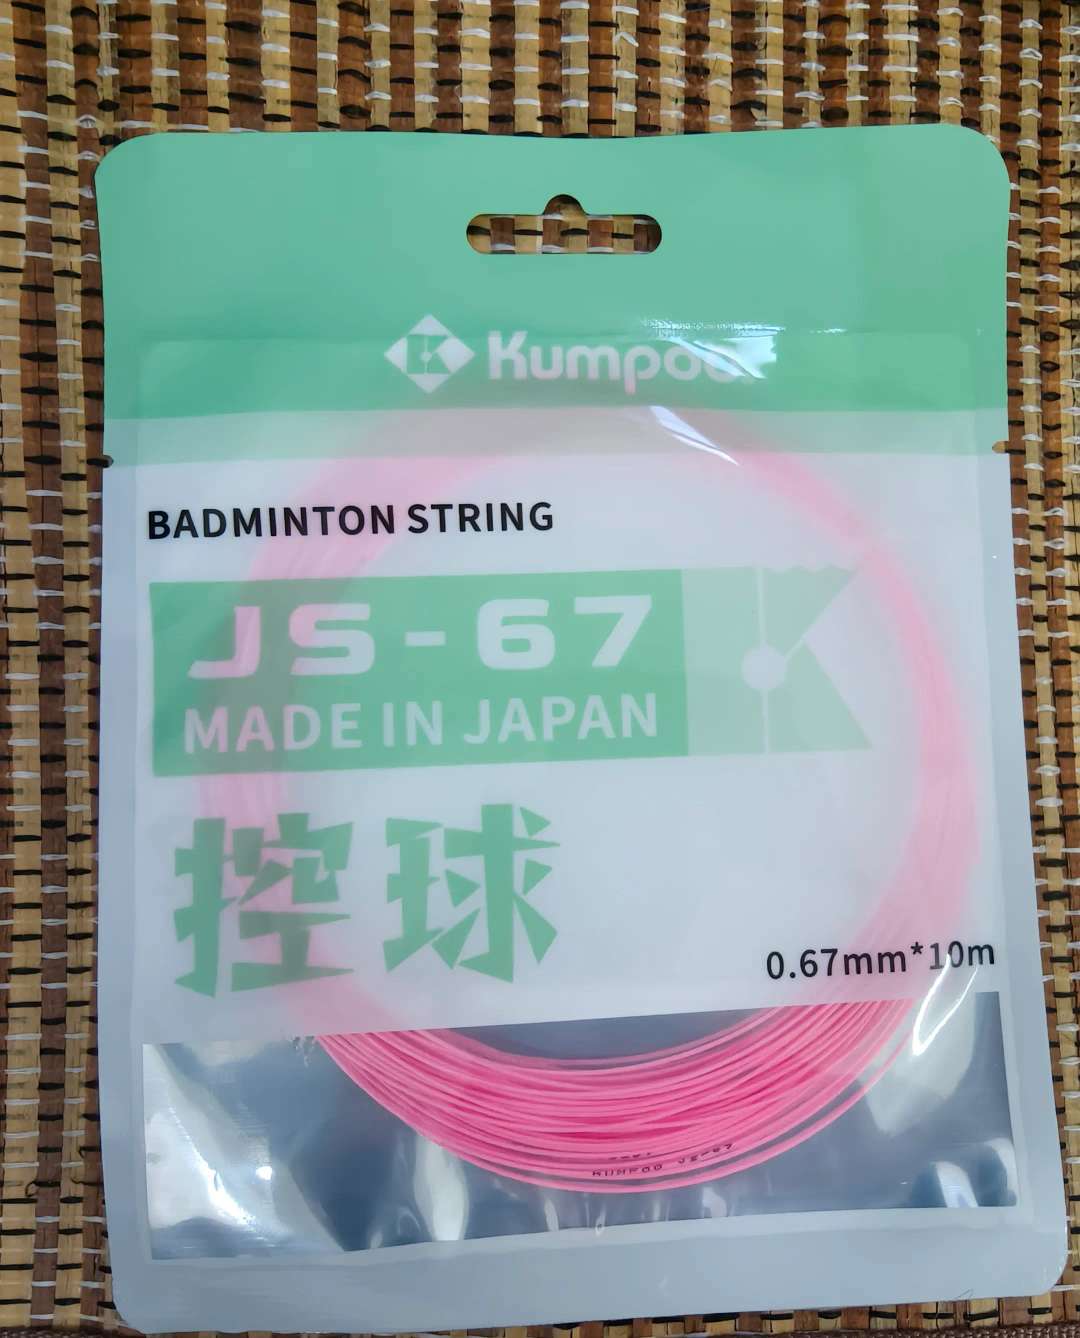 Kumpoo
BADMINTON STRING
JS-67
MADE IN JAPAN
控球
0.67mm*10m
KUMPOO JS-67